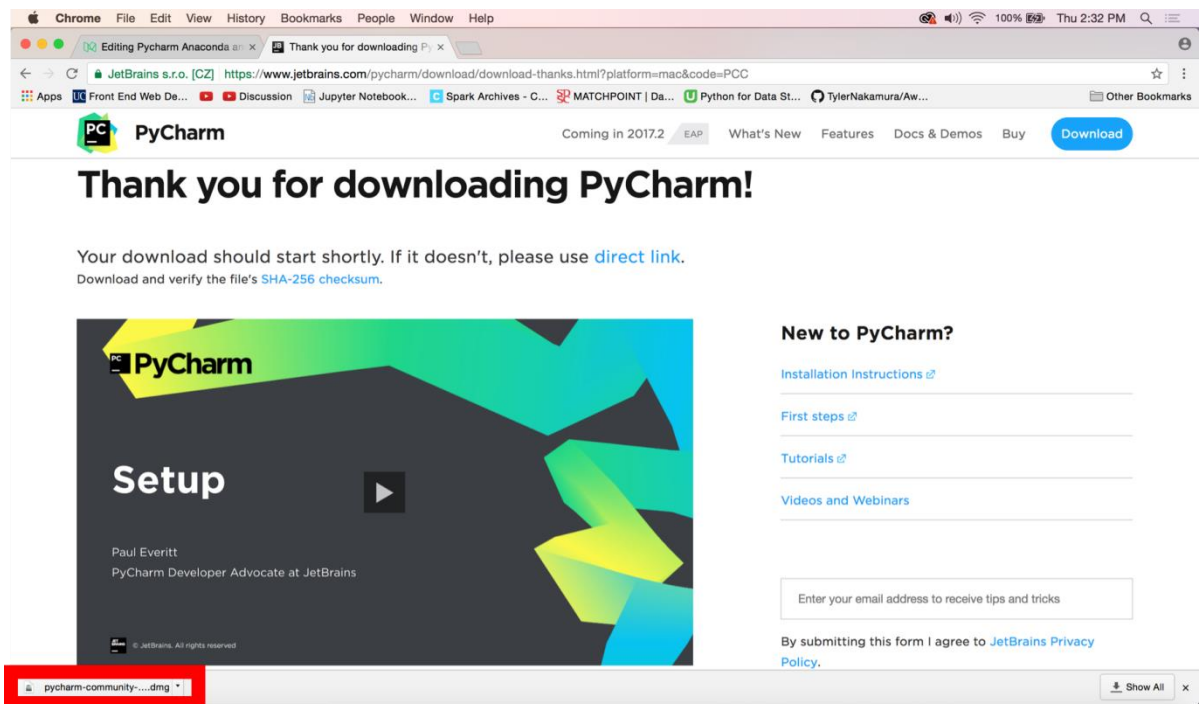 Chrome File Edit View History Bookmarks People Window Help 100% Thu 2:32 PM
Editing Pycharm Anaconda an × Thank you for downloading Py ×
JetBrains s.r.o. [CZ] https://www.jetbrains.com/pycharm/download/download-thanks.html?platform=mac&code=PCC
Apps UC Front End Web De... Discussion Jupyter Notebook... C Spark Archives - C... MATCHPOINT | Da... U Python for Data St... TylerNakamura/Aw... Other Bookmarks
PC PyCharm Coming in 2017.2 EAP What's New Features Docs & Demos Buy Download
Thank you for downloading PyCharm!
Your download should start shortly. If it doesn't, please use direct link.
Download and verify the file's SHA-256 checksum.
PC PyCharm
Setup
Paul Everitt
PyCharm Developer Advocate at JetBrains
JET BRAINS © JetBrains. All rights reserved
New to PyCharm?
Installation Instructions
First steps
Tutorials
Videos and Webinars
Enter your email address to receive tips and tricks
By submitting this form I agree to JetBrains Privacy
Policy.
pycharm-community-....dmg Show All ×